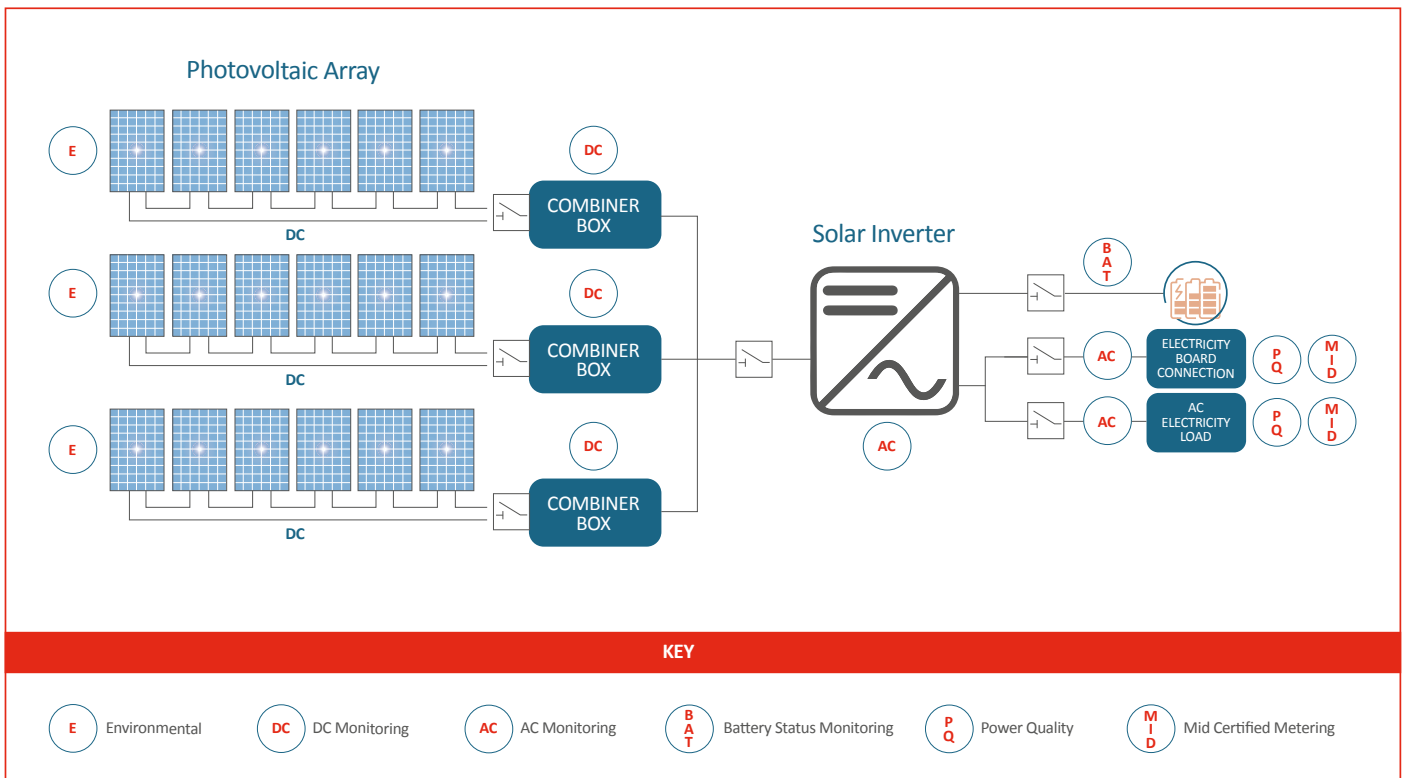 Photovoltaic Array
E
DC
COMBINER
BOX
DC
E
DC
COMBINER
BOX
DC
E
DC
COMBINER
BOX
DC
Solar Inverter
AC
B
A
T
AC
ELECTRICITY
BOARD
CONNECTION
P
Q
M
I
D
AC
AC
ELECTRICITY
LOAD
P
Q
M
I
D
KEY
E Environmental
DC DC Monitoring
AC AC Monitoring
B
A
T
Battery Status Monitoring
P
Q
Power Quality
M
I
D
Mid Certified Metering